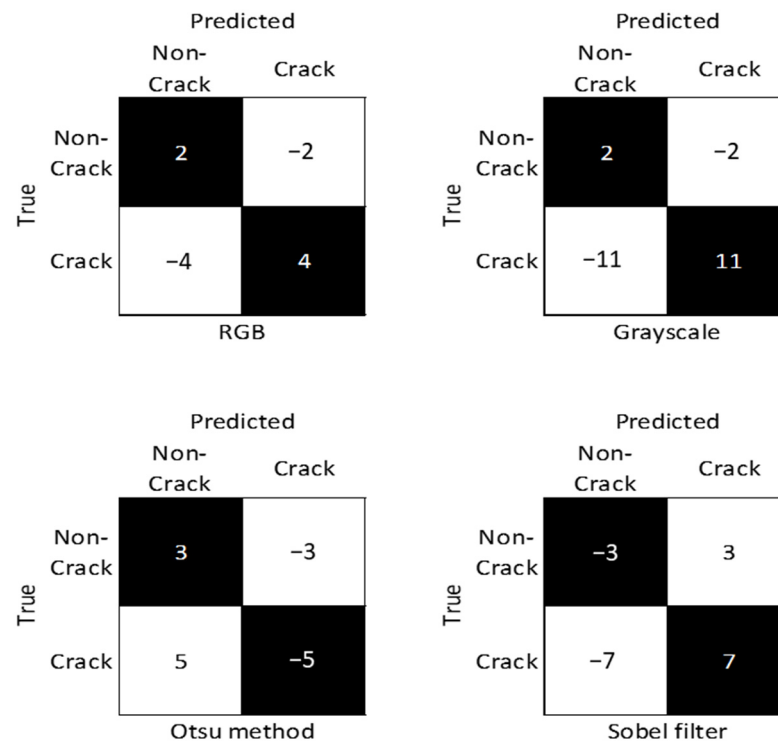 Predicted
Non-
Crack
Crack
True
Non-
Crack
2
−2
Crack
−4
4
RGB
Predicted
Non-
Crack
Crack
True
Non-
Crack
2
−2
Crack
−11
11
Grayscale
Predicted
Non-
Crack
Crack
True
Non-
Crack
3
−3
Crack
5
−5
Otsu method
Predicted
Non-
Crack
Crack
True
Non-
Crack
−3
3
Crack
−7
7
Sobel filter